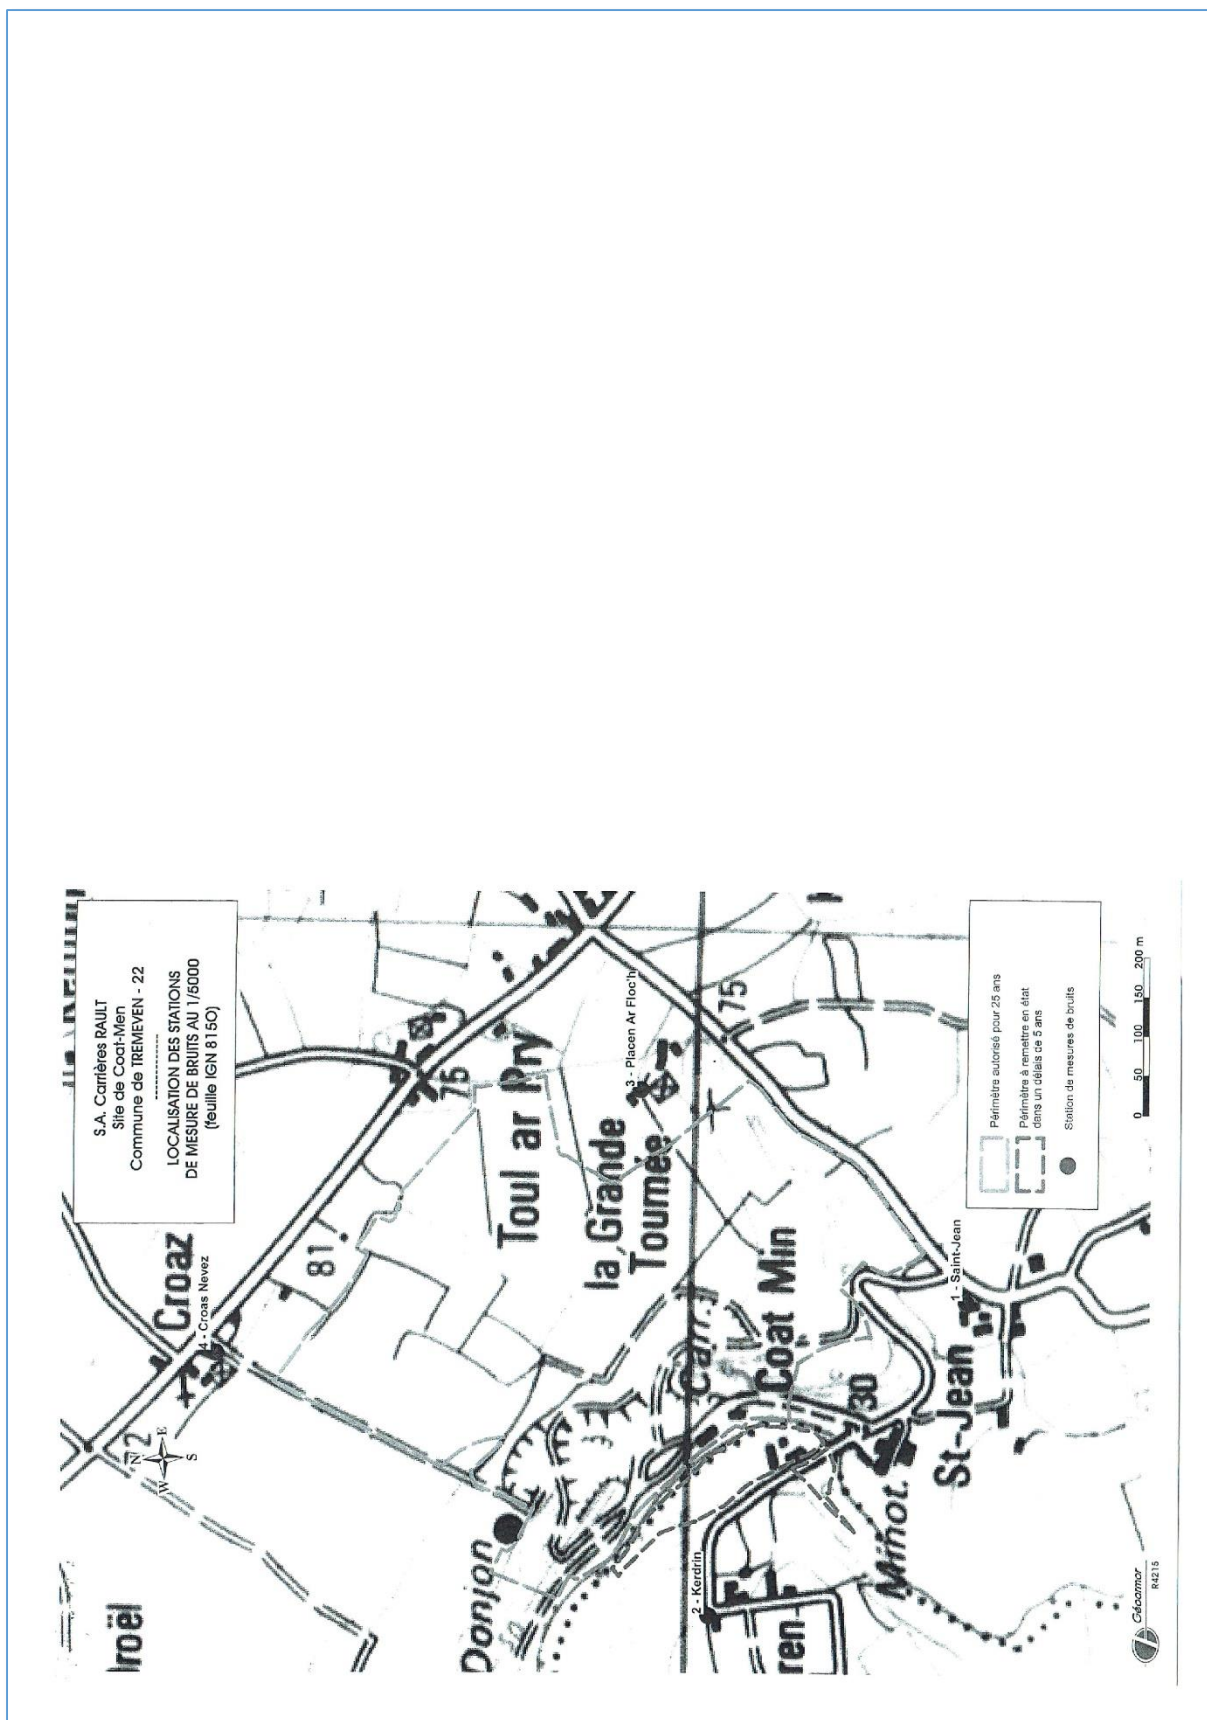 S.A. Carrières RAULT
Site de Coat-Men
Commune de TREMEVEN - 22
------------
LOCALISATION DES STATIONS
DE MESURE DE BRUITS AU 1/5000
(feuille IGN 815O)
Croaz
4 - Croas Nevez
N
W
E
S
81
75
Toul ar Pry
la Grande
Tournée
3 - Placen Ar Floc'h
75
Donjon
Carr.
Coat Min
30
2 - Kerdrin
1 - Saint-Jean
St-Jean
Minot.
Périmètre autorisé pour 25 ans
Périmètre à remettre en état
dans un délais de 5 ans
Station de mesures de bruits
0 50 100 150 200 m
Géoarmor
R4215